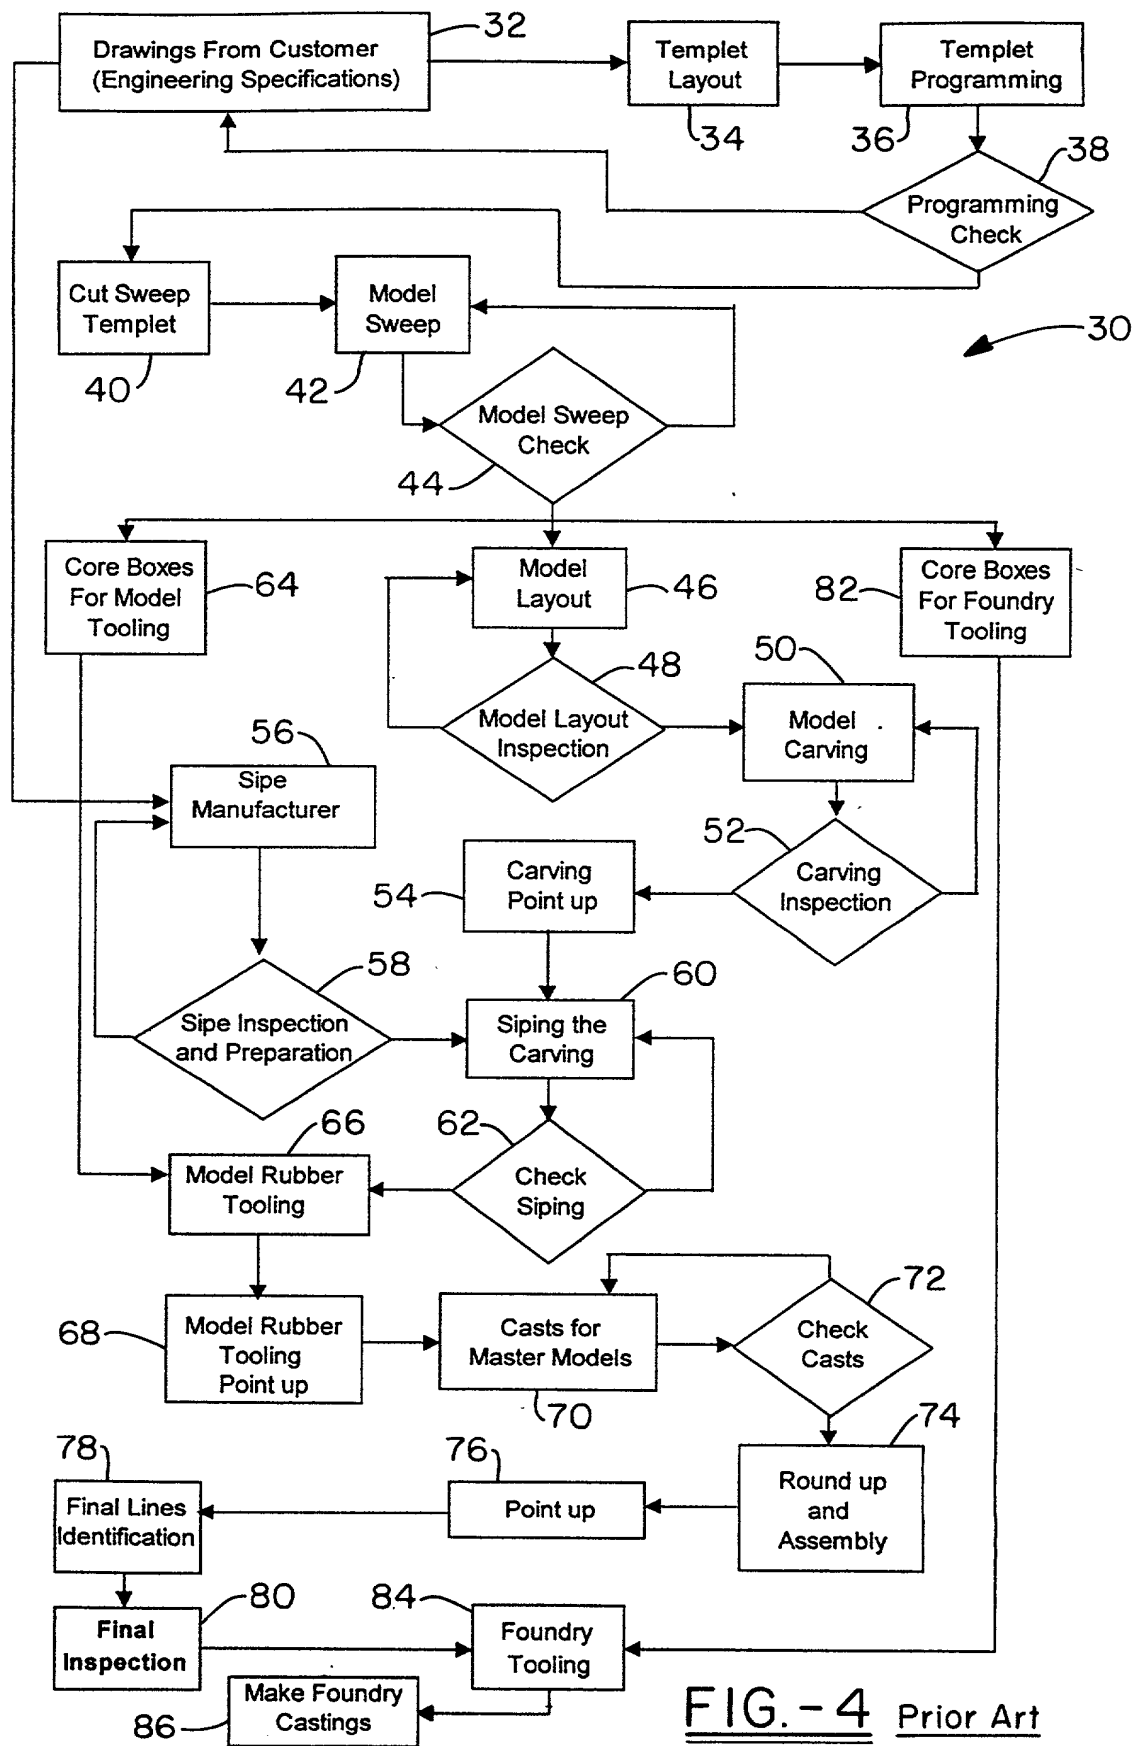 32
Drawings From Customer
(Engineering Specifications)
Templet
Layout
34
Templet
Programming
36
38
Programming
Check
Cut Sweep
Templet
40
Model
Sweep
42
30
Model Sweep
Check
44
Core Boxes
For Model
Tooling
64
Model
Layout
46
82
Core Boxes
For Foundry
Tooling
48
Model Layout
Inspection
50
Model
Carving
56
Sipe
Manufacturer
52
Carving
Inspection
Carving
Point up
54
58
Sipe Inspection
and Preparation
60
Siping the
Carving
62
Check
Siping
66
Model Rubber
Tooling
68
Model Rubber
Tooling
Point up
Casts for
Master Models
70
72
Check
Casts
74
Round up
and
Assembly
76
Point up
78
Final Lines
Identification
80
Final
Inspection
84
Foundry
Tooling
Make Foundry
Castings
86
FIG.-4 Prior Art